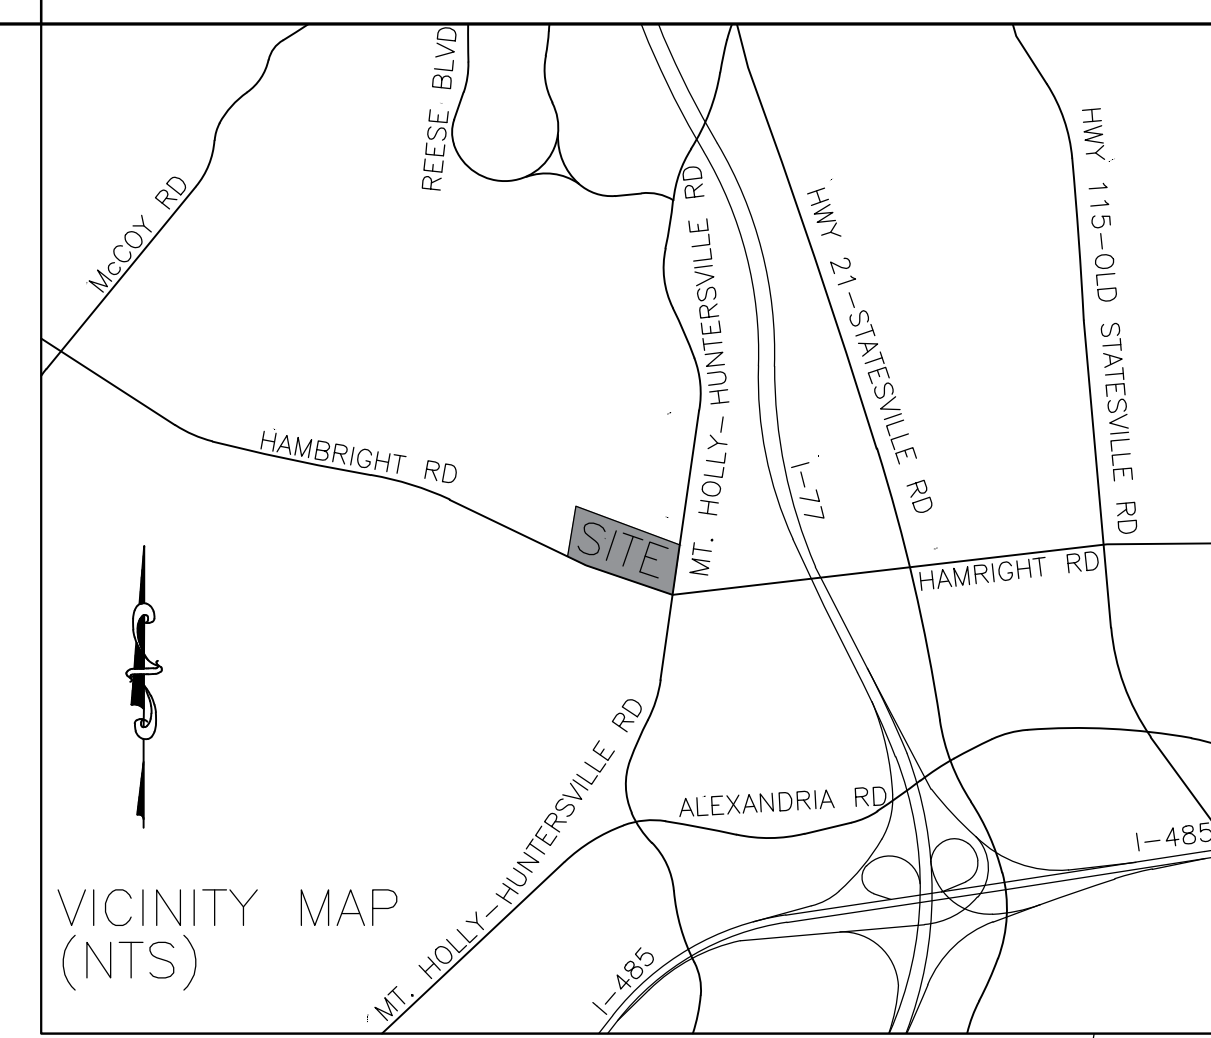 REESE BLVD
McCOY RD
MT. HOLLY-HUNTERSVILLE RD
HWY 21-STATESVILLE RD
HWY 115-OLD STATESVILLE RD
HAMBRIGHT RD
I-77
SITE
HAMRIGHT RD
MT. HOLLY-HUNTERSVILLE RD
ALEXANDRIA RD
I-485
I-485
VICINITY MAP
(NTS)